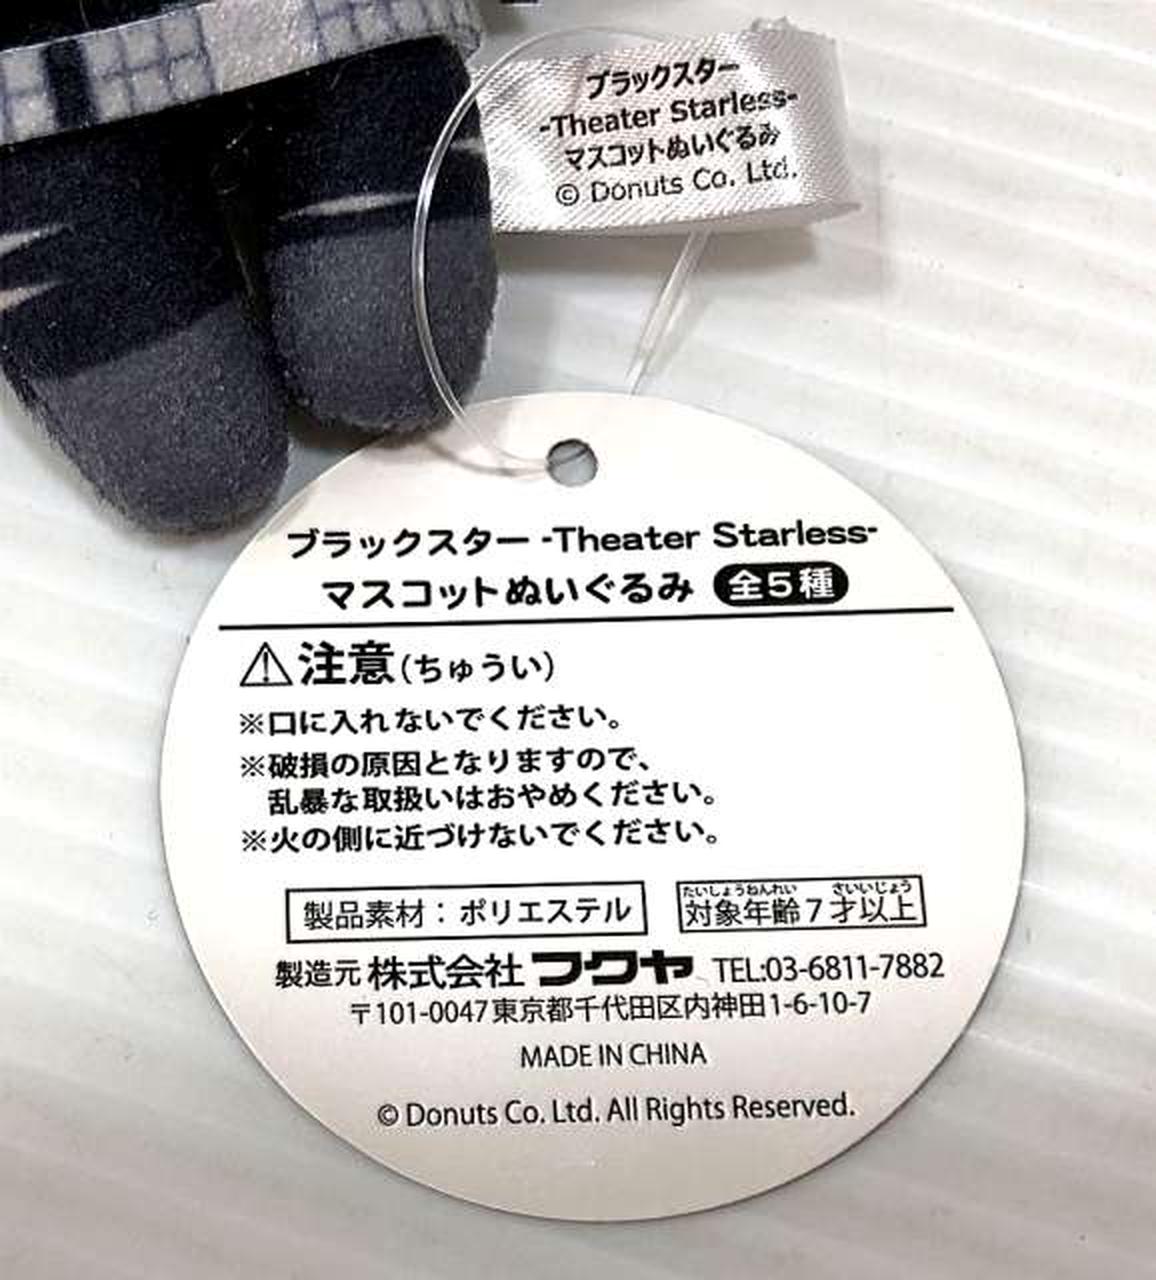 ブラックスター
-Theater Starless-
マスコットぬいぐるみ
© Donuts Co. Ltd.
ブラックスター -Theater Starless-
マスコットぬいぐるみ 全5種
⚠注意(ちゅうい)
※口に入れないでください。
※破損の原因となりますので、
乱暴な取扱いはおやめください。
※火の側に近づけないでください。
製品素材:ポリエステル
たいしょうねんれい さいいじょう
対象年齢7才以上
製造元 株式会社フクヤ TEL:03-6811-7882
〒101-0047東京都千代田区内神田1-6-10-7
MADE IN CHINA
© Donuts Co. Ltd. All Rights Reserved.